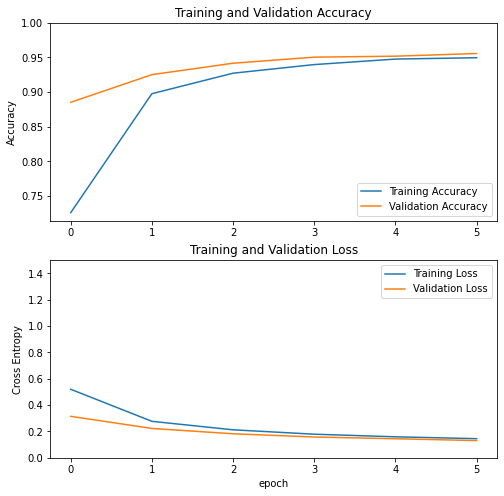 Training and Validation Accuracy
1.00
0.95
0.90
0.85
0.80
0.75
Accuracy
Training Accuracy
Validation Accuracy
0 1 2 3 4 5
Training and Validation Loss
1.4
1.2
1.0
0.8
0.6
0.4
0.2
0.0
Cross Entropy
Training Loss
Validation Loss
0 1 2 3 4 5
epoch